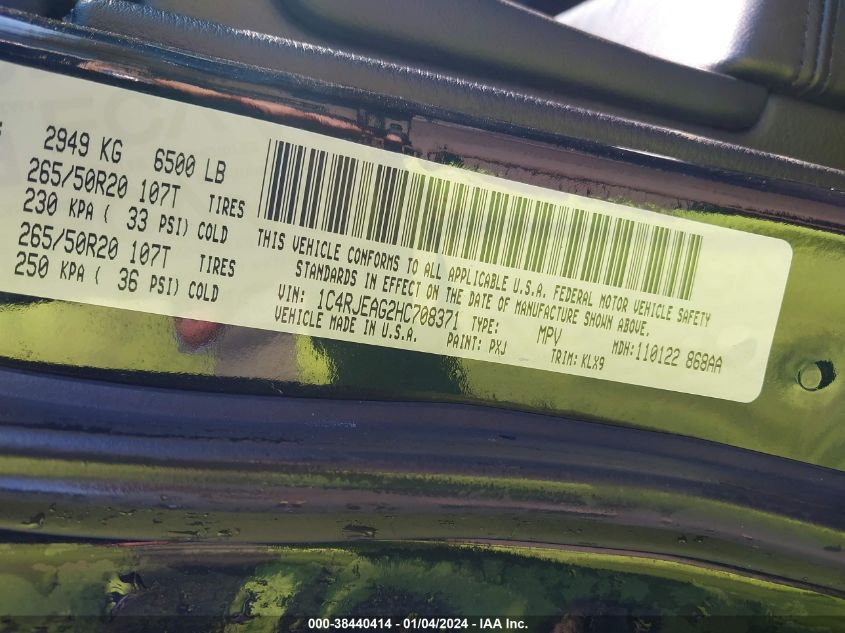 2949 KG 6500 LB
265/50R20 107T TIRES
230 KPA ( 33 PSI) COLD
265/50R20 107T TIRES
250 KPA ( 36 PSI) COLD
THIS VEHICLE CONFORMS TO ALL APPLICABLE U.S.A. FEDERAL MOTOR VEHICLE SAFETY
STANDARDS IN EFFECT ON THE DATE OF MANUFACTURE SHOWN ABOVE.
VIN: 1C4RJEAG2HC708371 TYPE: MPV MDH:110122 868AA
VEHICLE MADE IN U.S.A. PAINT: PXJ TRIM:KLX9
000-38440414 - 01/04/2024 - IAA Inc.